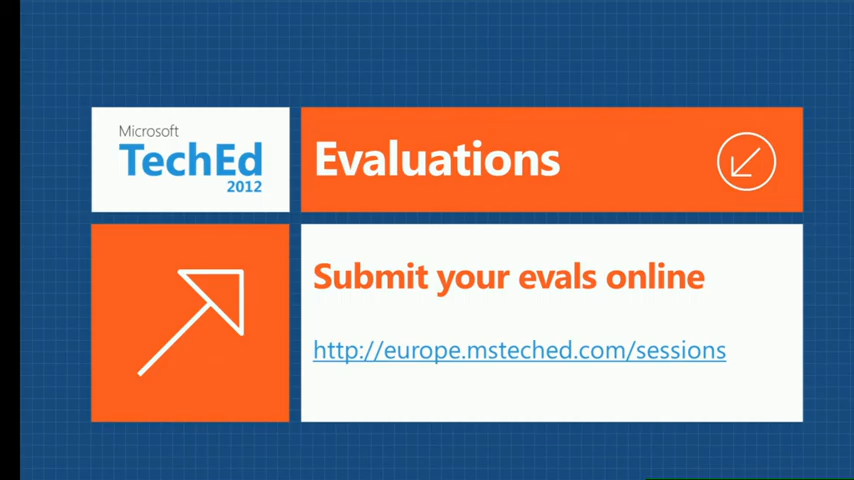 Microsoft
TechEd
2012
Evaluations
Submit your evals online
http://europe.msteched.com/sessions